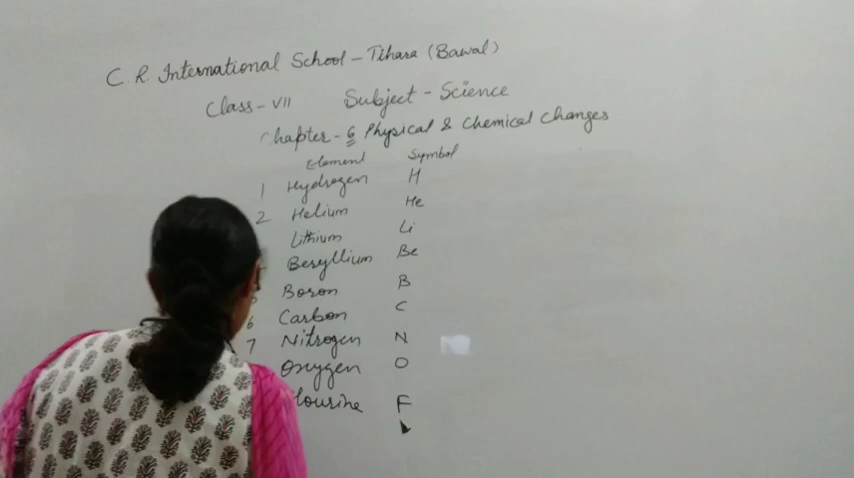 C. R. International School - Tihara (Bawal)
Class - VII Subject - Science
Chapter - 6 Physical & Chemical Changes
Element Symbol
1 Hydrogen H
2 Helium He
Lithium Li
Beryllium Be
Boron B
6 Carbon C
7 Nitrogen N
Oxygen O
lourine F